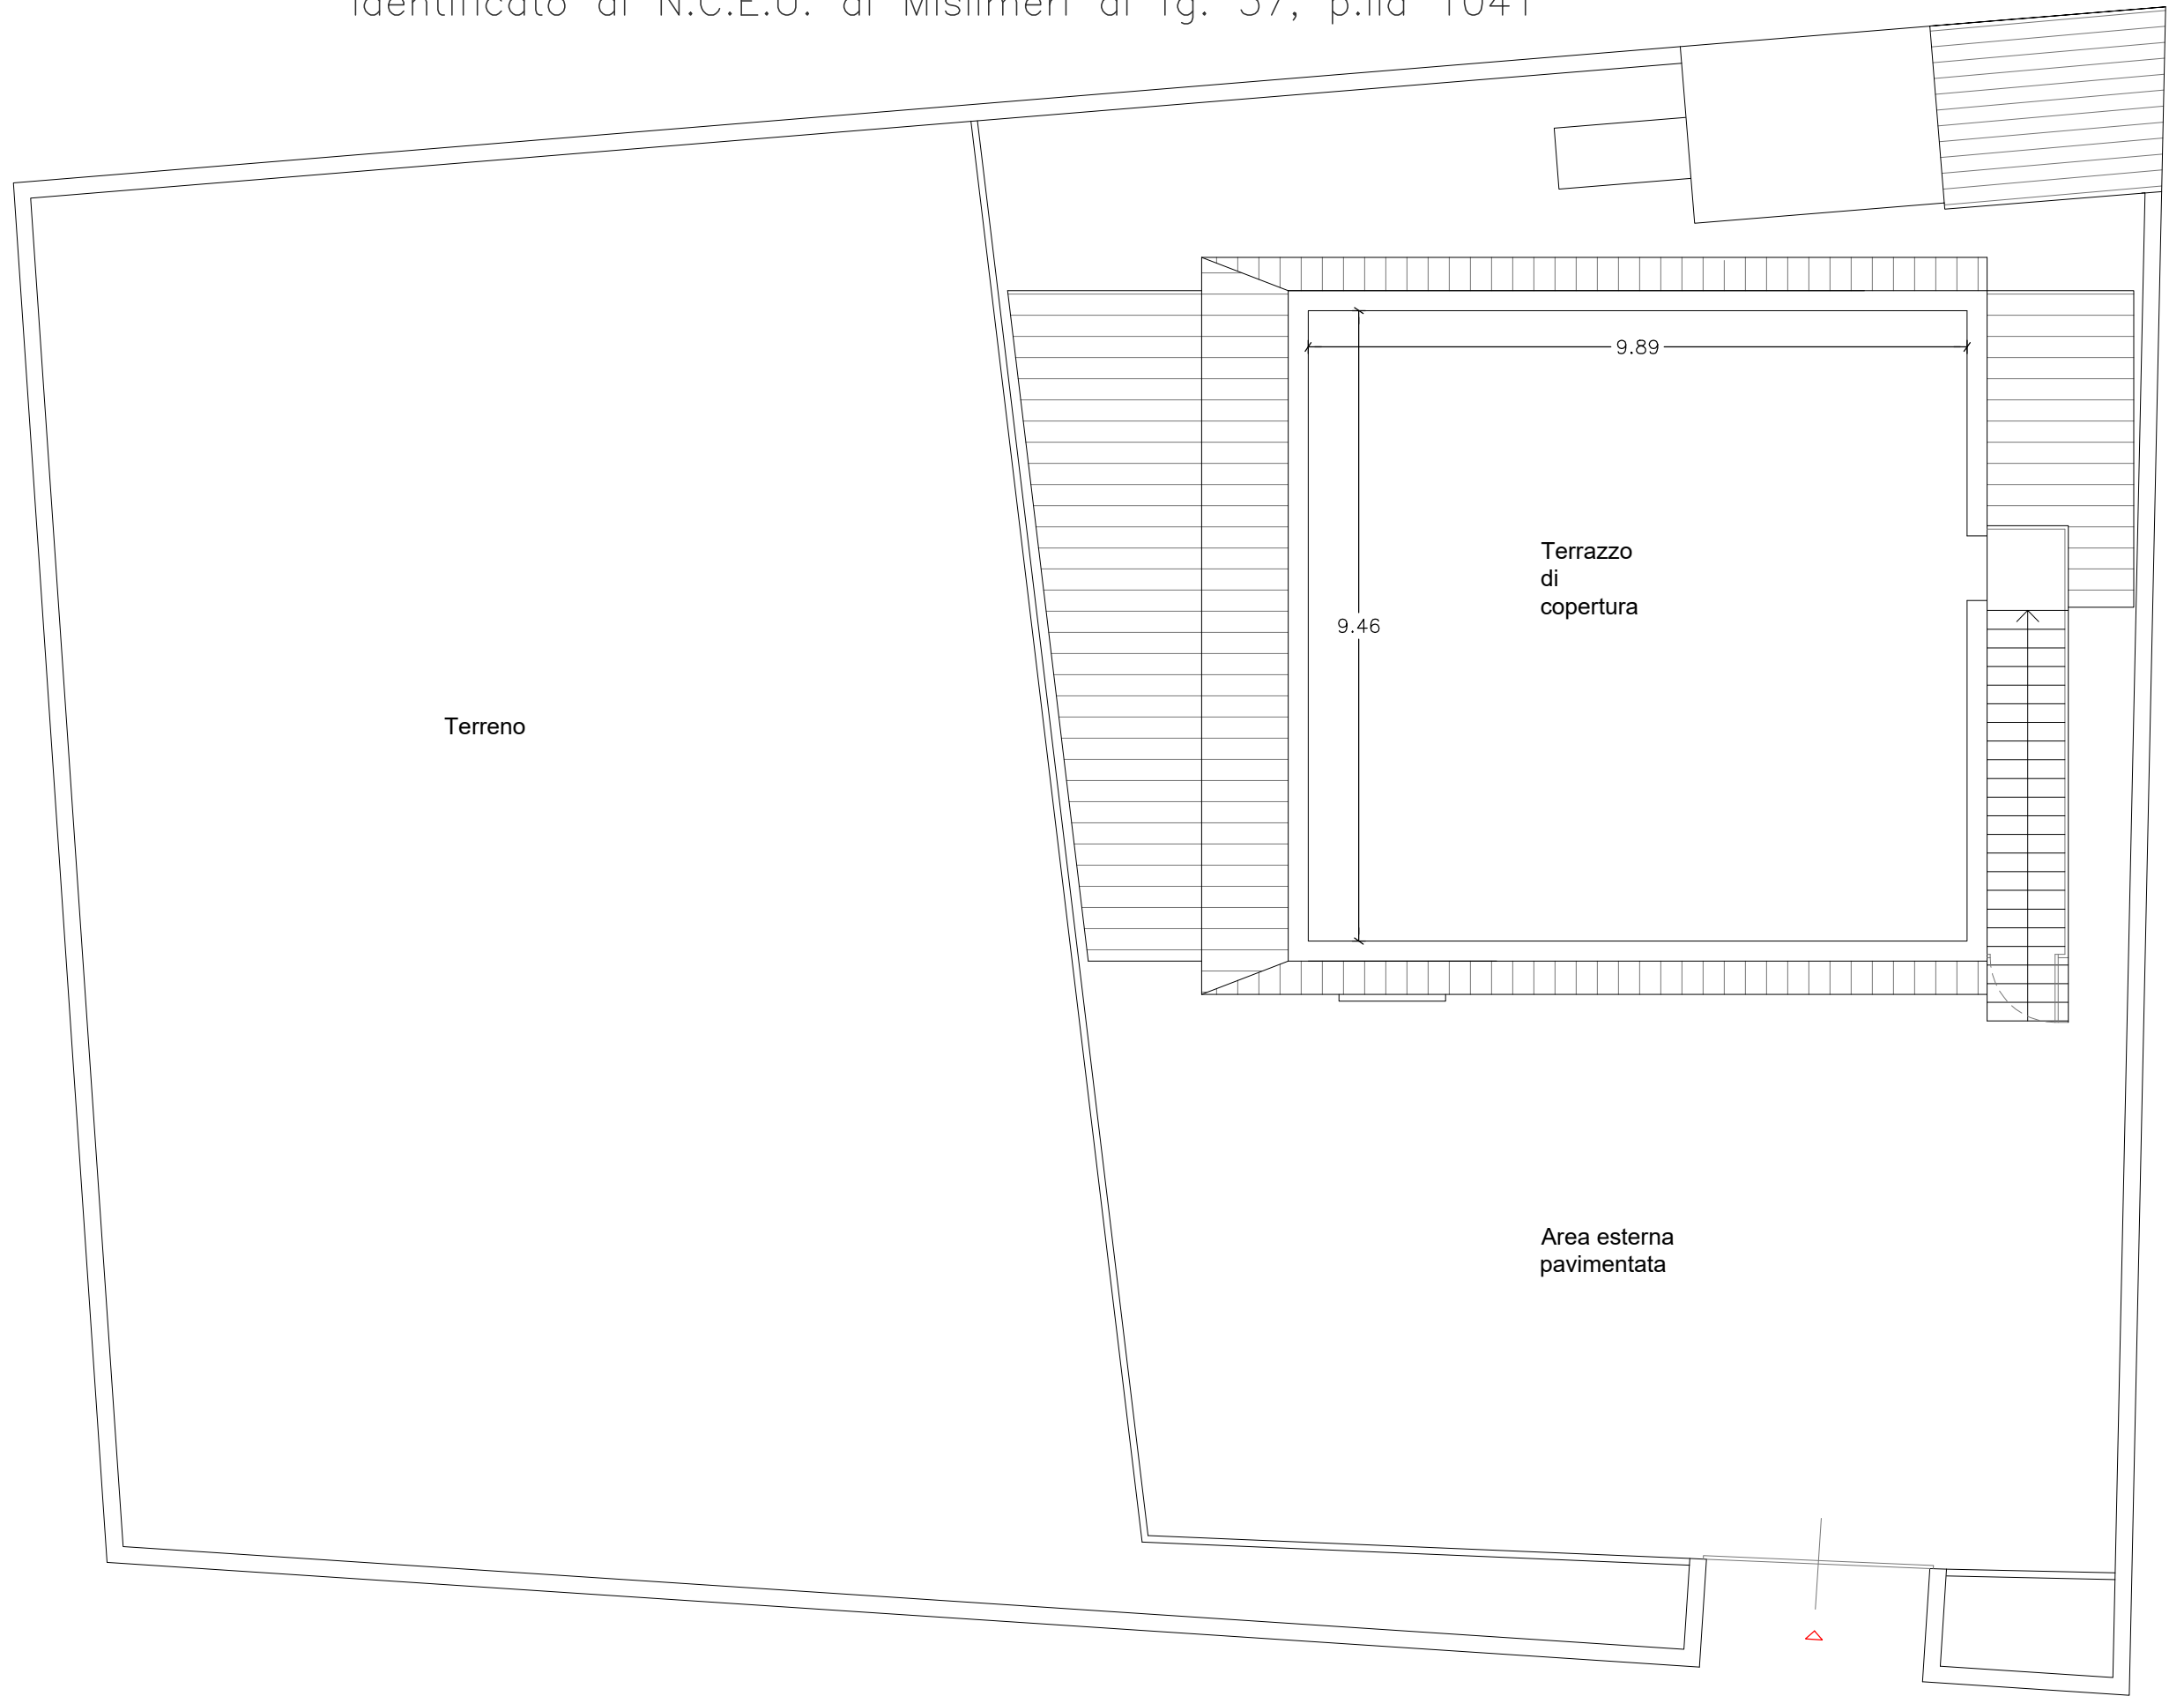 identificato al N.C.E.U. di Misilmeri al fg. 37, p.lla 1041
9.89
Terrazzo
di
copertura
9.46
Terreno
Area esterna
pavimentata